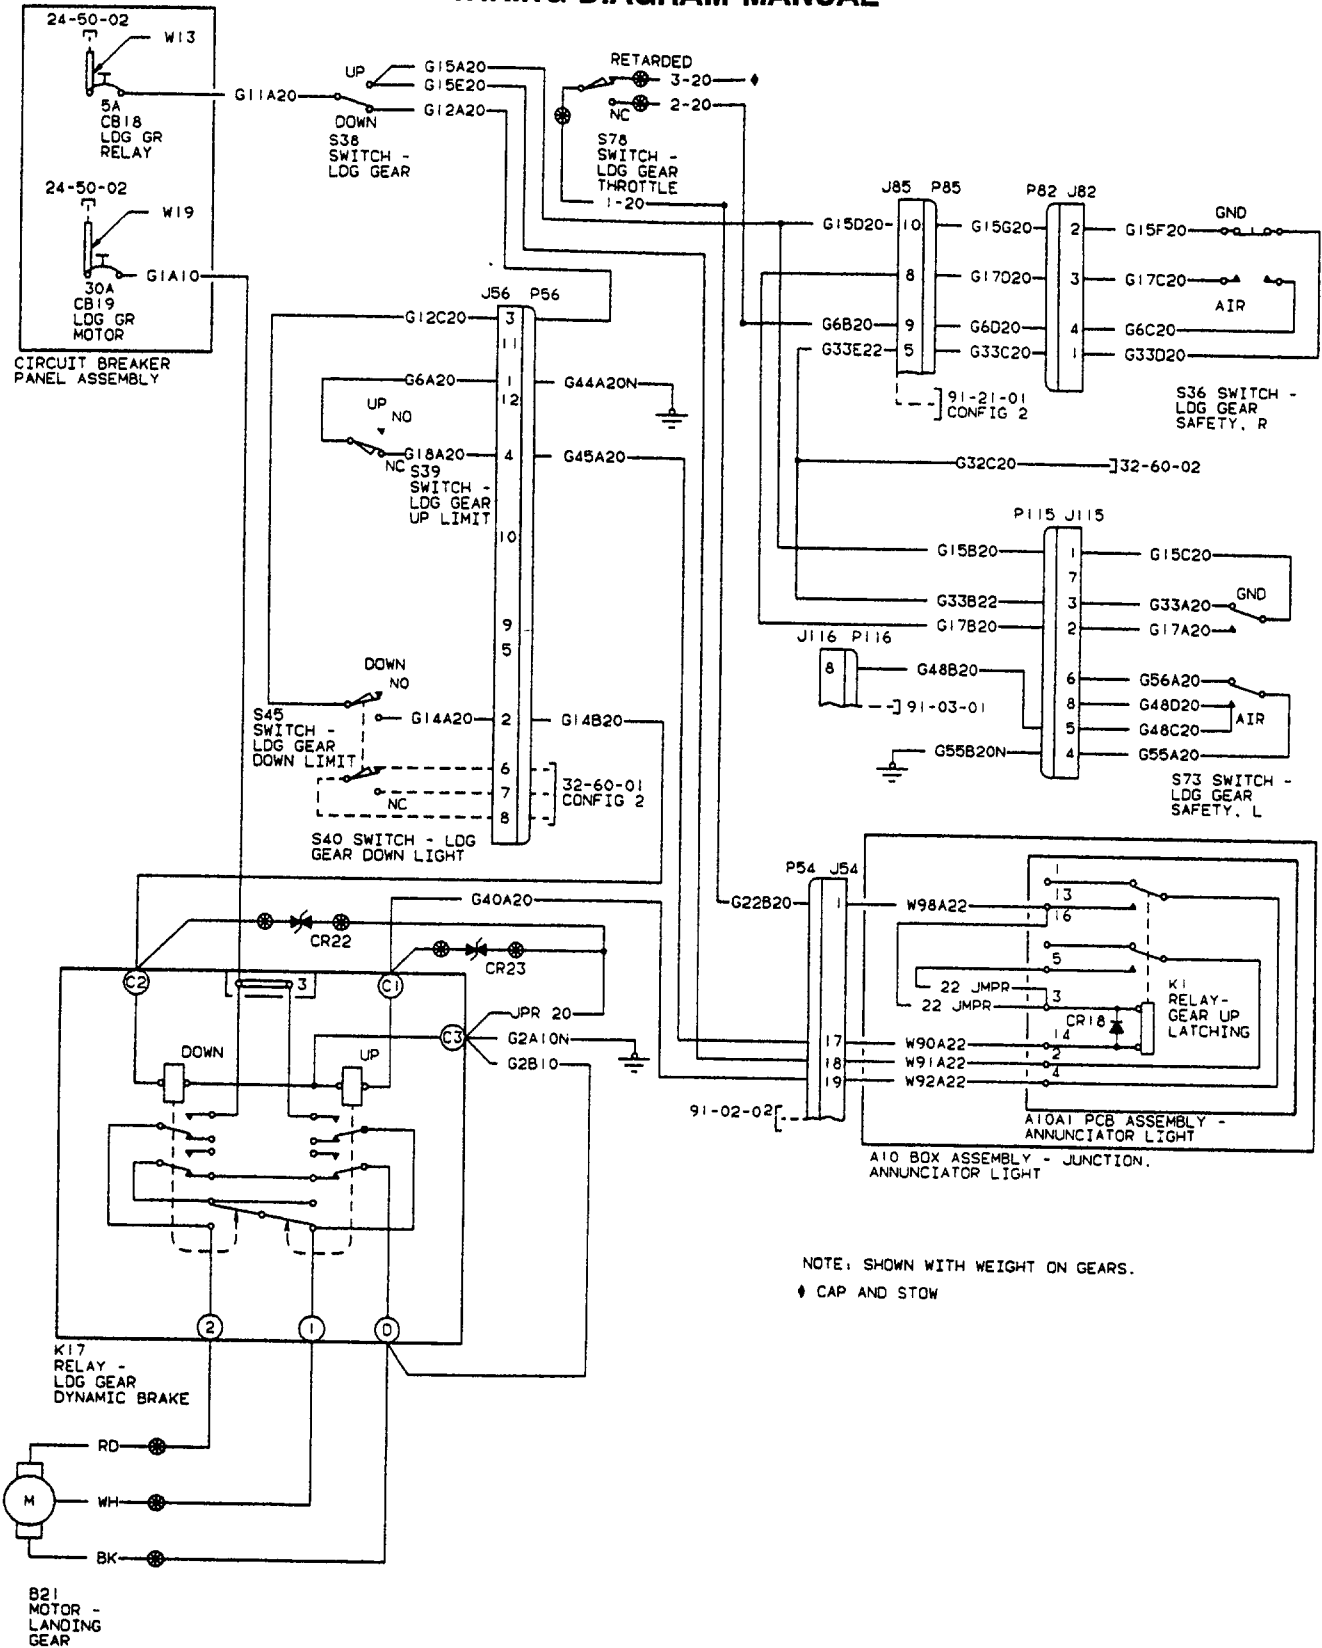 WIRING DIAGRAM MANUAL
24-50-02
W13
5A
CB18
LDG GR
RELAY
24-50-02
W19
30A
CB19
LDG GR
MOTOR
G1A10
CIRCUIT BREAKER
PANEL ASSEMBLY
G11A20
UP
DOWN
S38
SWITCH -
LDG GEAR
G15A20
G15E20
G12A20
RETARDED
3-20
2-20
NC
S78
SWITCH -
LDG GEAR
THROTTLE
1-20
J85 P85
P82 J82
G15D20 10 G15G20 2 G15F20
GND
8 G17D20 3 G17C20
AIR
G6B20 9 G6D20 4 G6C20
G33E22 5 G33C20 1 G33D20
91-21-01
CONFIG 2
S36 SWITCH -
LDG GEAR
SAFETY, R
J56 P56
G12C20 3
11
G6A20 1 G44A20N
12
UP
NO
NC
G18A20 4 G45A20
S39
SWITCH -
LDG GEAR
UP LIMIT
10
9
5
G32C20 32-60-02
P115 J115
G15B20 1 G15C20
7
G33B22 3 G33A20
GND
G17B20 2 G17A20
J116 P116
8 G48B20
91-03-01
6 G56A20
8 G48D20
AIR
5 G48C20
G55B20N 4 G55A20
S73 SWITCH -
LDG GEAR
SAFETY, L
DOWN
NO
S45
SWITCH -
LDG GEAR
DOWN LIMIT
G14A20 2 G14B20
6
7
8
NC
32-60-01
CONFIG 2
S40 SWITCH - LDG
GEAR DOWN LIGHT
G40A20
CR22
CR23
C2
3
C1
C3
JPR 20
G2A10N
G2B10
DOWN
UP
2
1
0
K17
RELAY -
LDG GEAR
DYNAMIC BRAKE
P54 J54
G22B20 1 W98A22
1
13
16
5
22 JMPR
22 JMPR
3
CR18
14
K1
RELAY-
GEAR UP
LATCHING
17 W90A22
2
18 W91A22
4
19 W92A22
91-02-02
A10A1 PCB ASSEMBLY -
ANNUNCIATOR LIGHT
A10 BOX ASSEMBLY - JUNCTION,
ANNUNCIATOR LIGHT
NOTE: SHOWN WITH WEIGHT ON GEARS.
♦ CAP AND STOW
RD
M
WH
BK
B21
MOTOR -
LANDING
GEAR